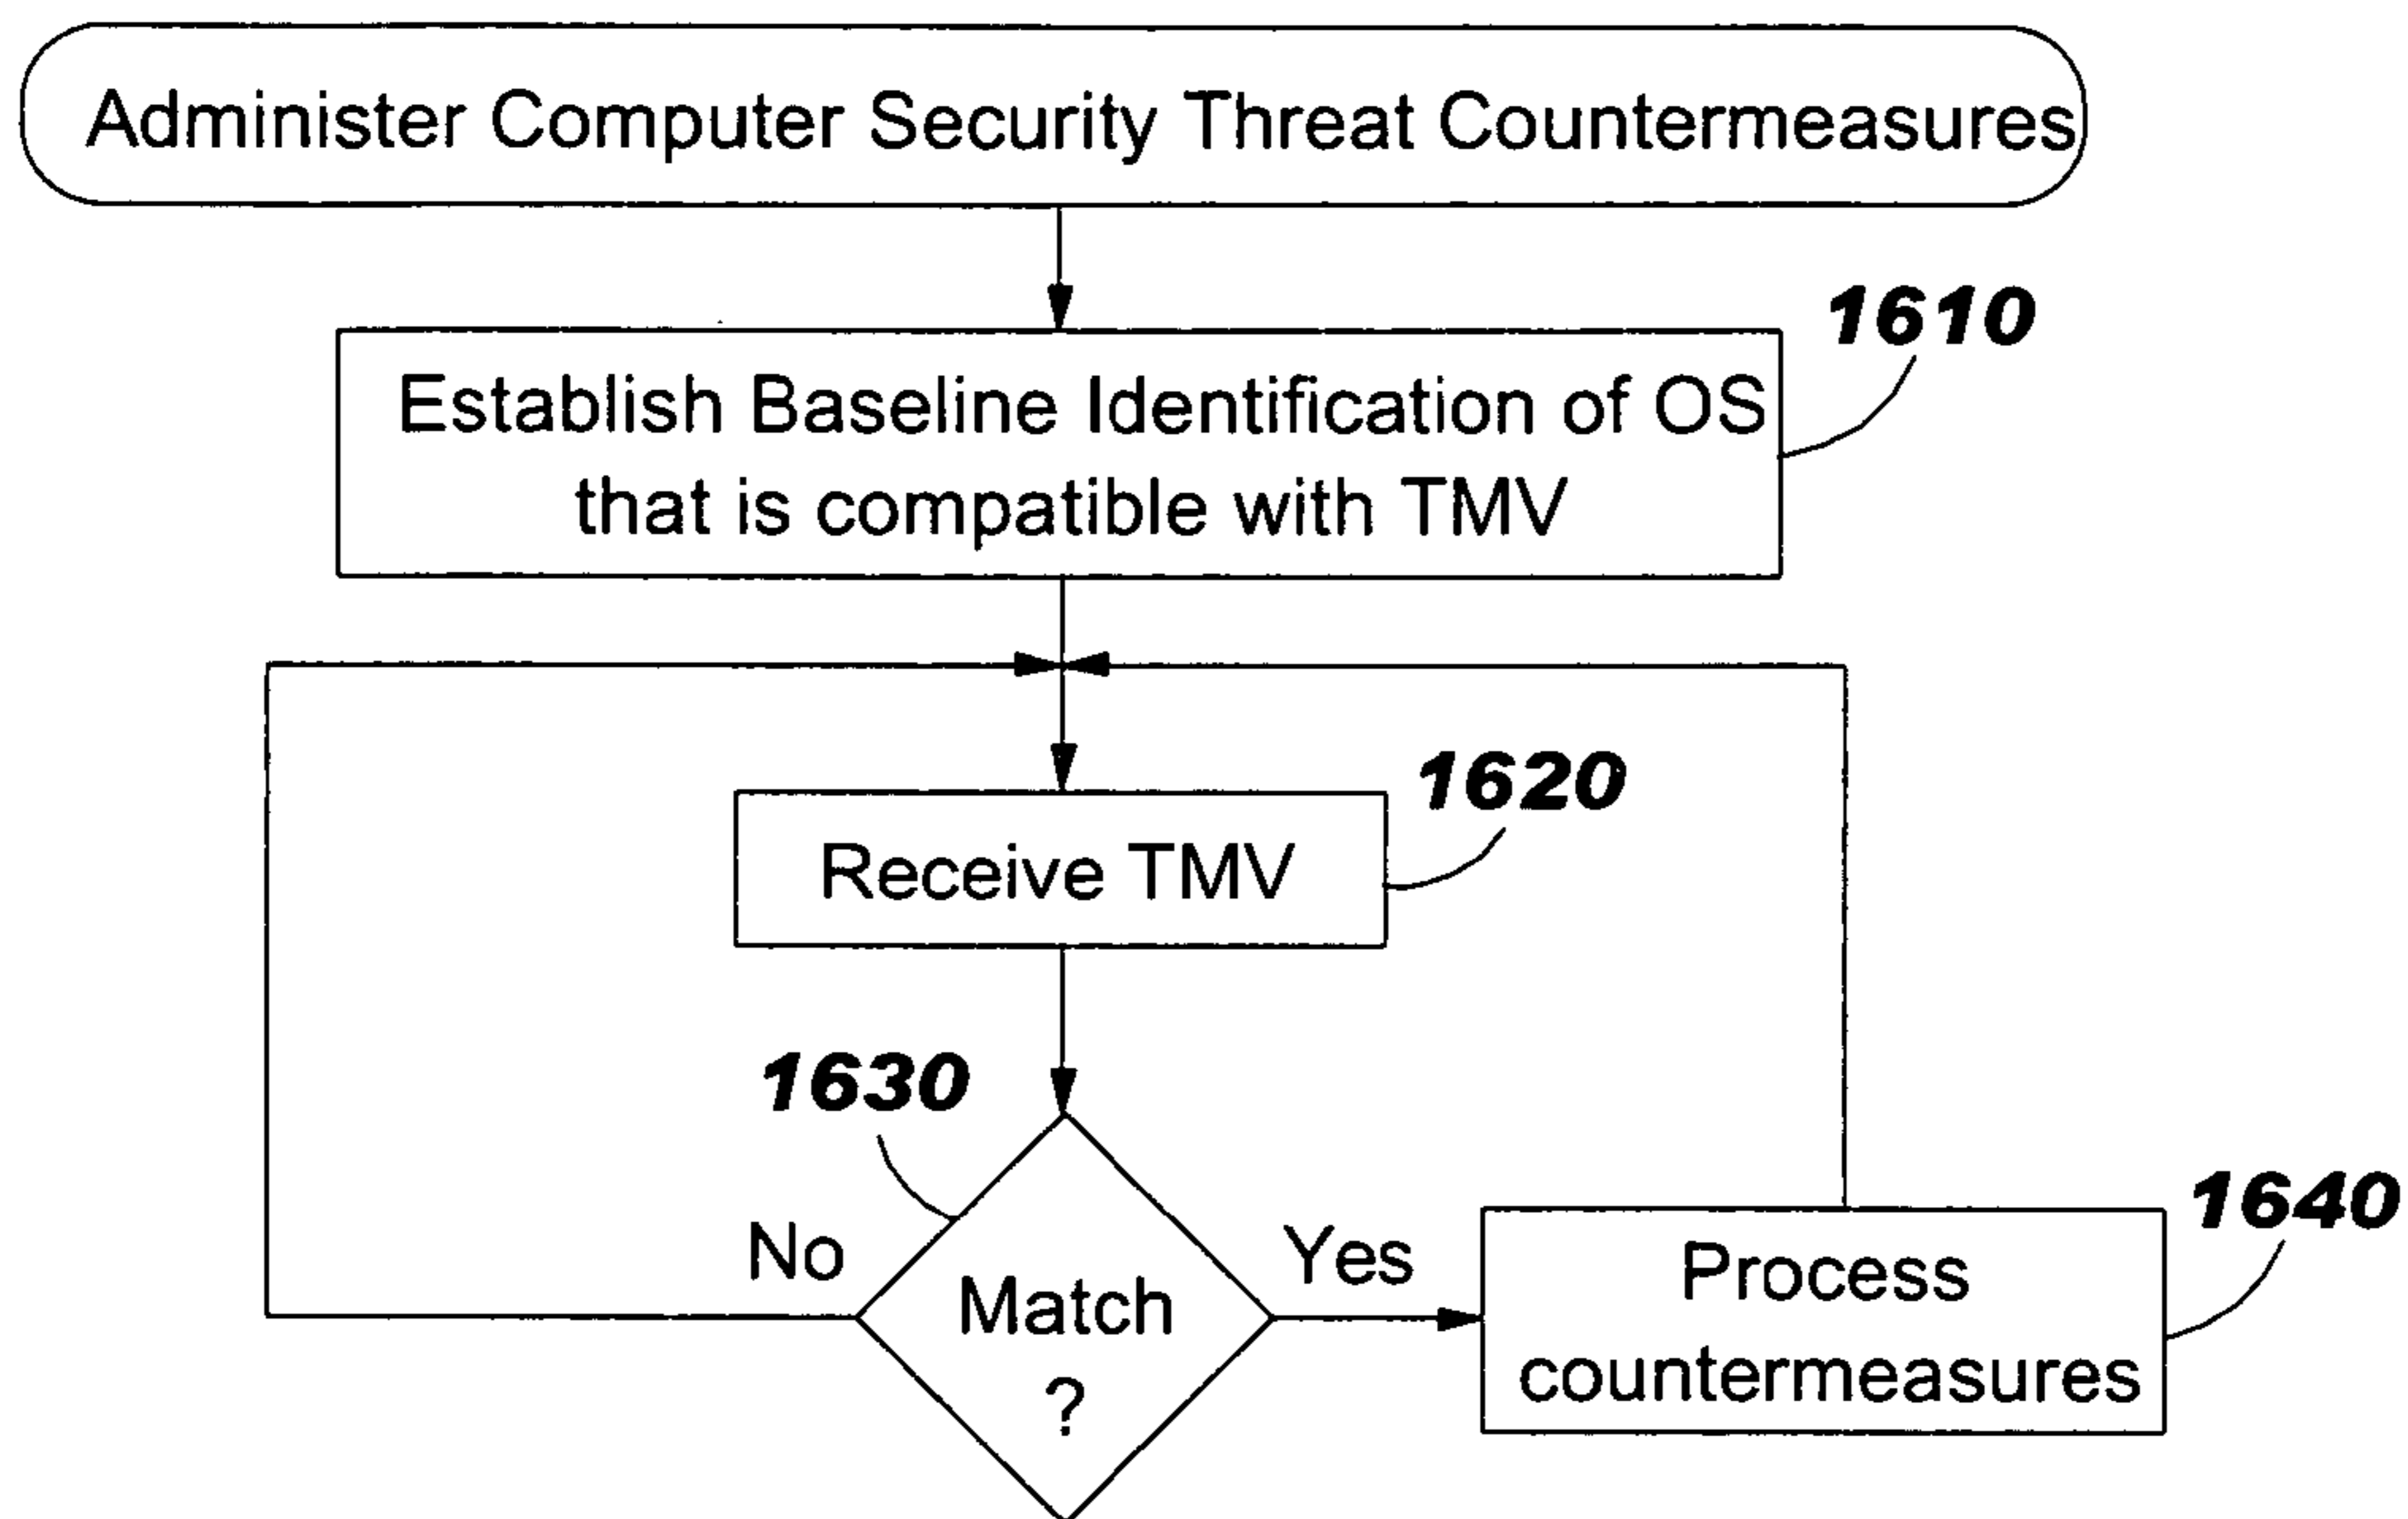 Administer Computer Security Threat Countermeasures
1610
Establish Baseline Identification of OS
that is compatible with TMV
1620
Receive TMV
1630
No
Match
?
Yes
1640
Process
countermeasures